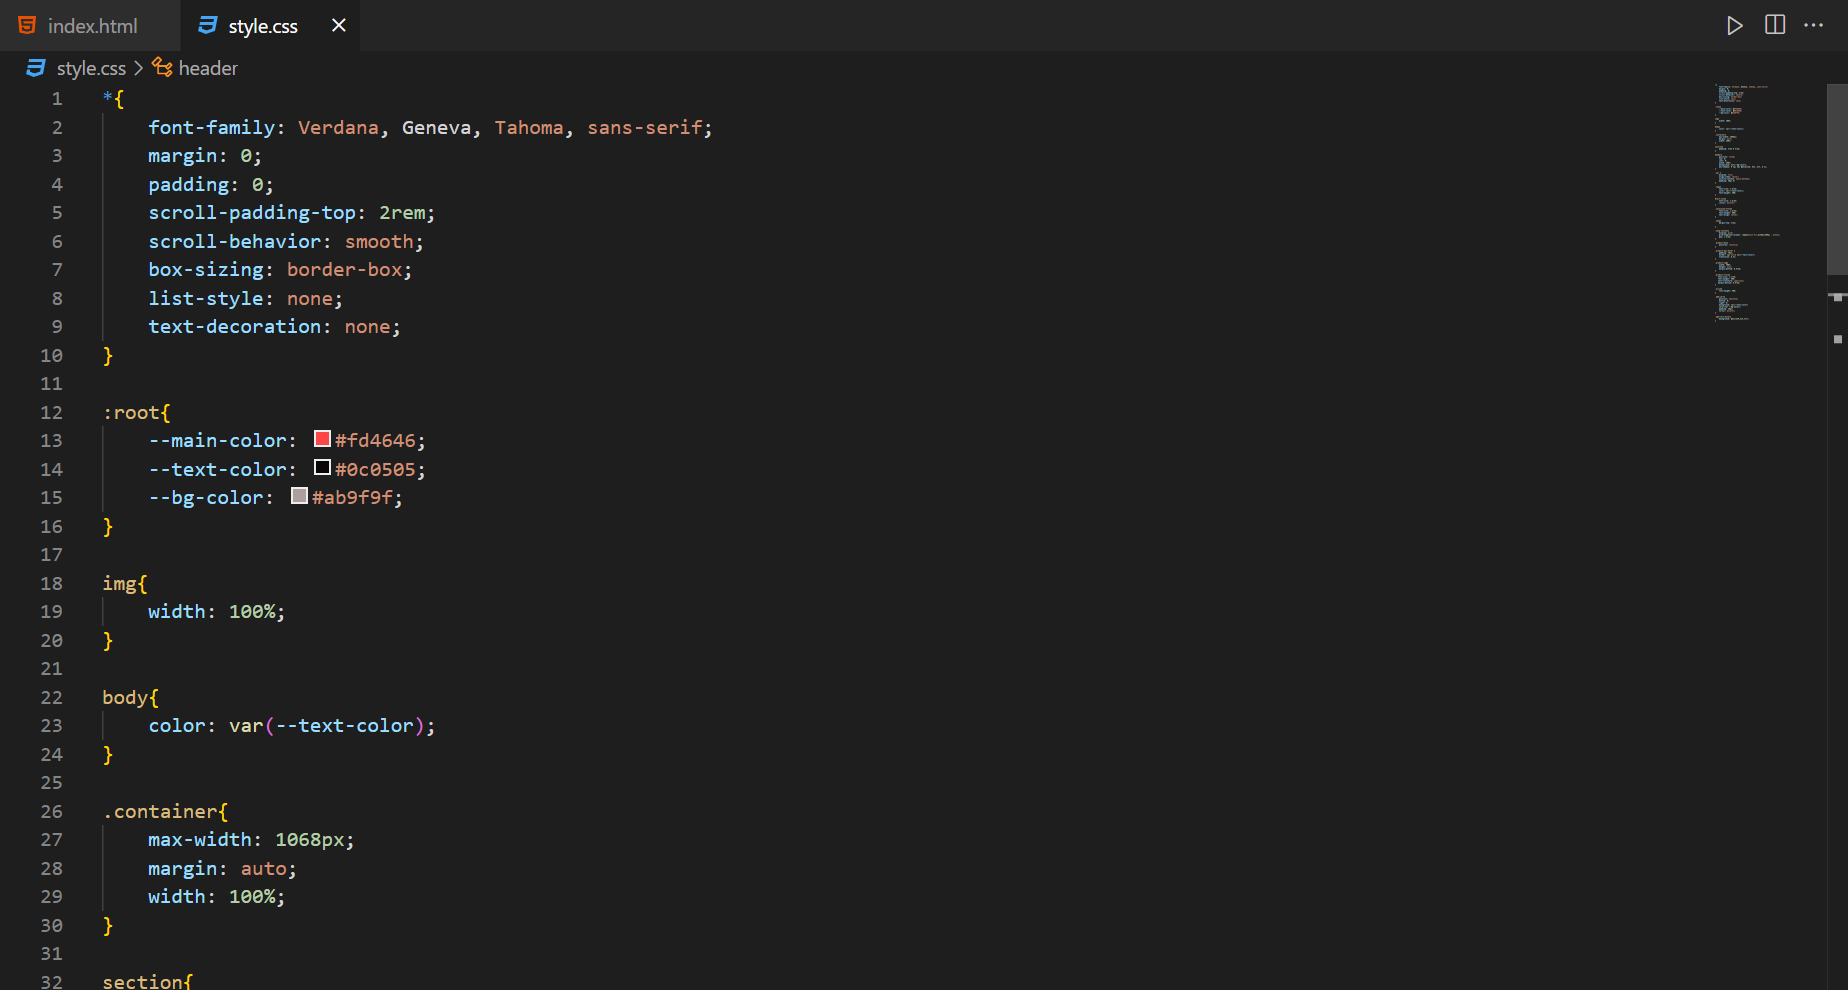 index.html
style.css
style.css > header
1 *{
2 font-family: Verdana, Geneva, Tahoma, sans-serif;
3 margin: 0;
4 padding: 0;
5 scroll-padding-top: 2rem;
6 scroll-behavior: smooth;
7 box-sizing: border-box;
8 list-style: none;
9 text-decoration: none;
10 }
11
12 :root{
13 --main-color: #fd4646;
14 --text-color: #0c0505;
15 --bg-color: #ab9f9f;
16 }
17
18 img{
19 width: 100%;
20 }
21
22 body{
23 color: var(--text-color);
24 }
25
26 .container{
27 max-width: 1068px;
28 margin: auto;
29 width: 100%;
30 }
31
32 section{